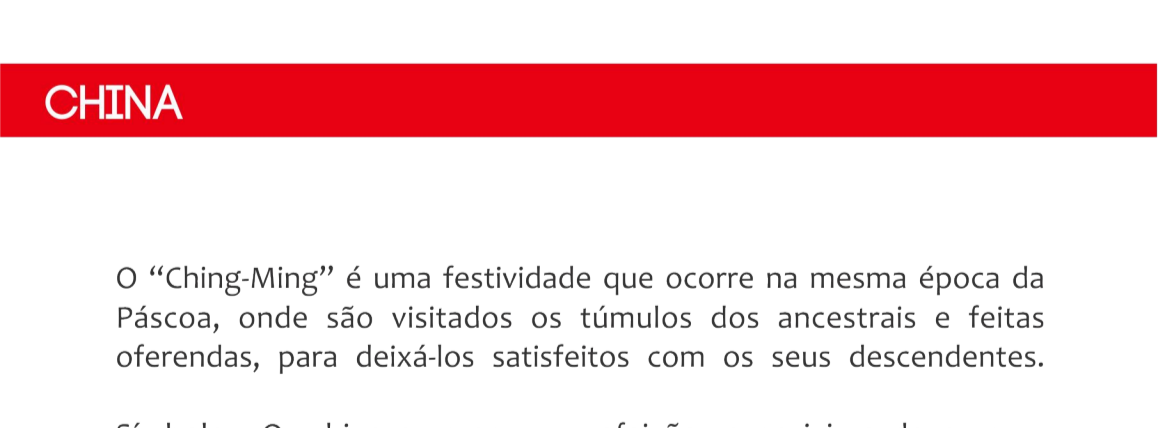 CHINA
O “Ching-Ming” é uma festividade que ocorre na mesma época da
Páscoa, onde são visitados os túmulos dos ancestrais e feitas
oferendas, para deixá-los satisfeitos com os seus descendentes.